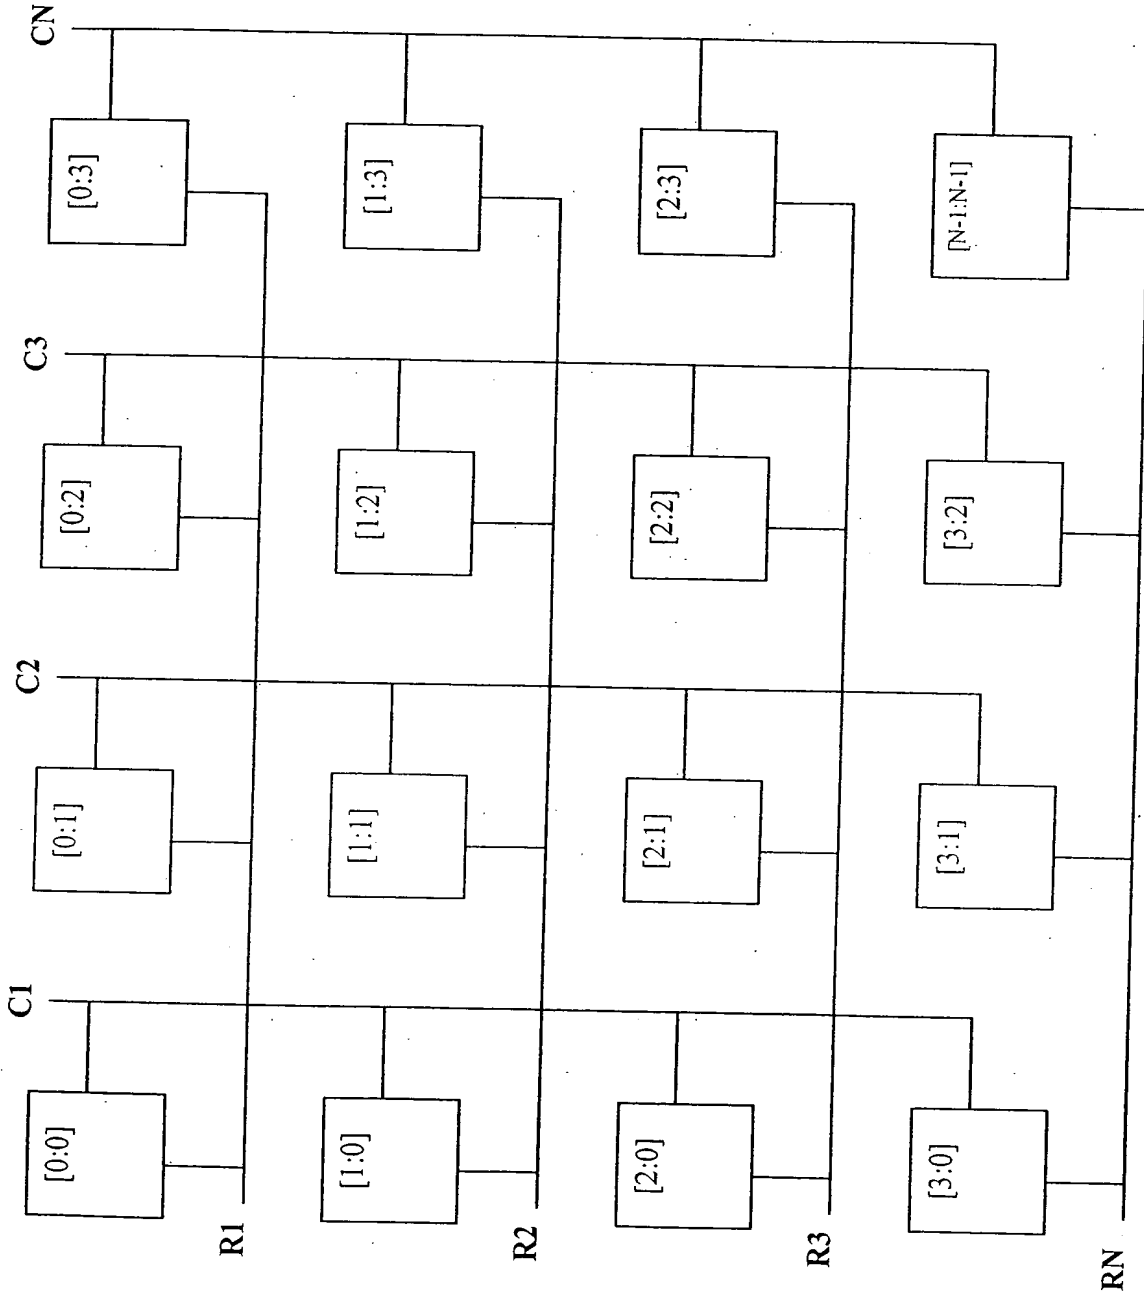 C1 C2 C3 CN
[0:0] [0:1] [0:2] [0:3]
R1
[1:0] [1:1] [1:2] [1:3]
R2
[2:0] [2:1] [2:2] [2:3]
R3
[3:0] [3:1] [3:2] [N-1:N-1]
RN